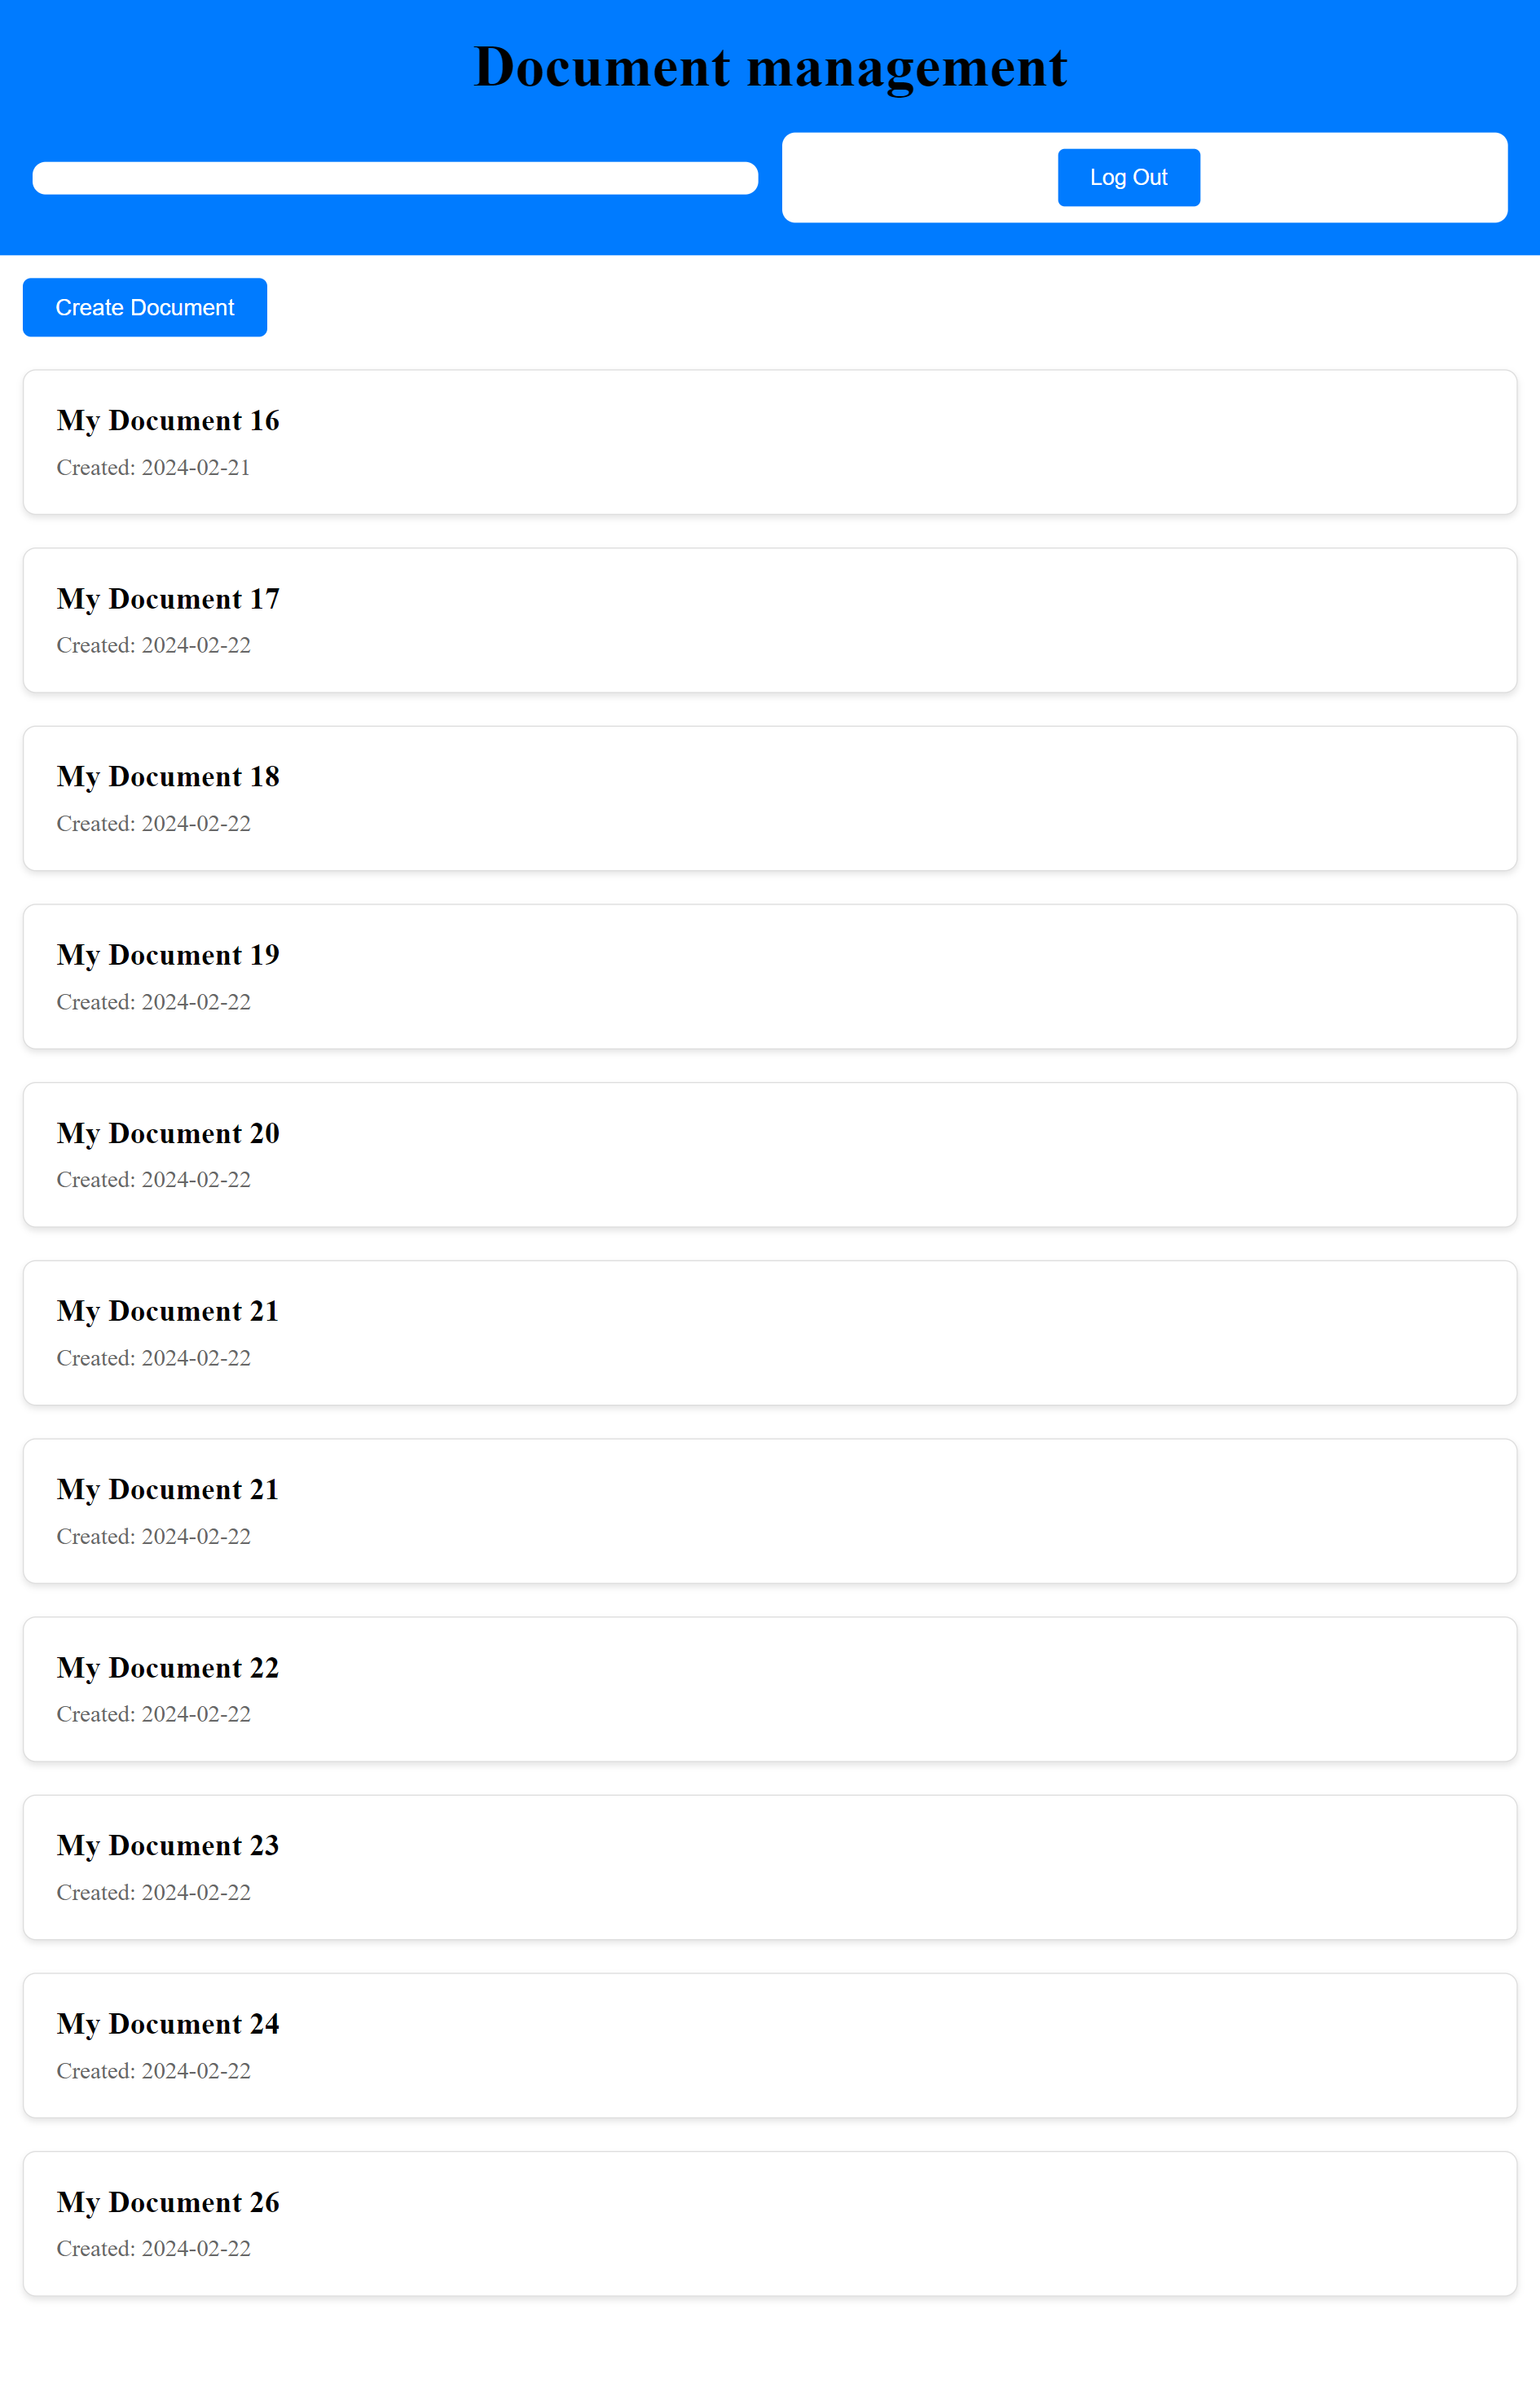 Document management
Log Out
Create Document
My Document 16
Created: 2024-02-21
My Document 17
Created: 2024-02-22
My Document 18
Created: 2024-02-22
My Document 19
Created: 2024-02-22
My Document 20
Created: 2024-02-22
My Document 21
Created: 2024-02-22
My Document 21
Created: 2024-02-22
My Document 22
Created: 2024-02-22
My Document 23
Created: 2024-02-22
My Document 24
Created: 2024-02-22
My Document 26
Created: 2024-02-22